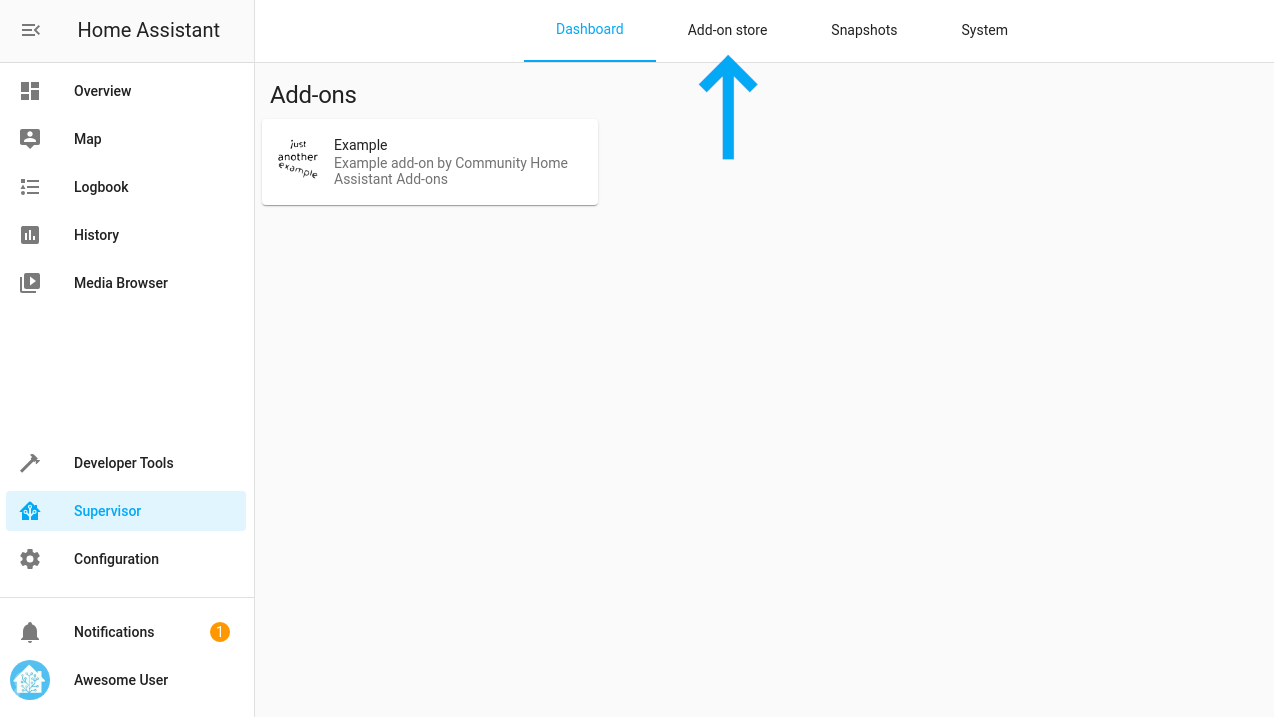 Home Assistant
Dashboard
Add-on store
Snapshots
System
Overview
Map
Logbook
History
Media Browser
Developer Tools
Supervisor
Configuration
Notifications
1
Awesome User
Add-ons
just
another
example
Example
Example add-on by Community Home
Assistant Add-ons